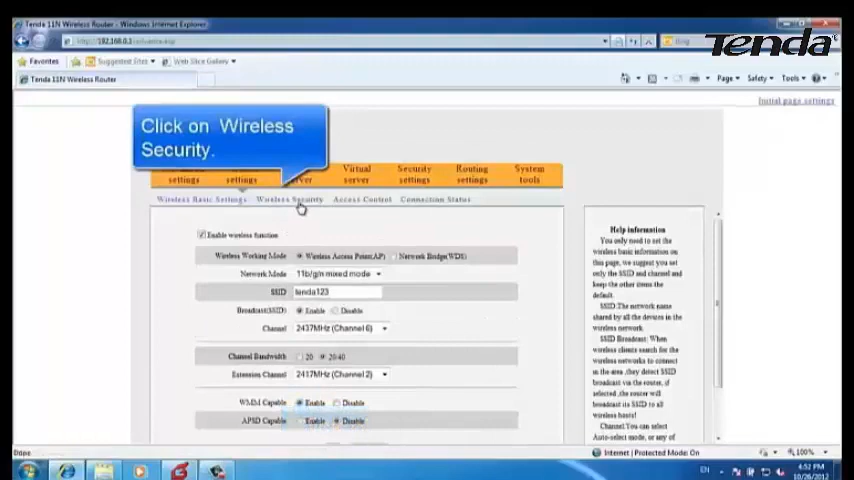 Tenda 11N Wireless Router - Windows Internet Explorer
Tenda
Favorites
Suggested Sites
Web Slice Gallery
Tenda 11N Wireless Router
Page
Safety
Tools
Initial page settings
Click on Wireless
Security.
settings
settings
server
Virtual
server
Security
settings
Routing
settings
System
tools
Wireless Basic Settings
Wireless Security
Access Control
Connection Status
Enable wireless function
Wireless Working Mode
Wireless Access Point(AP)
Network Bridge(WDS)
Network Mode
11b/g/n mixed mode
SSID
tenda123
Broadcast(SSID)
Enable
Disable
Channel
2437MHz (Channel 6)
Channel Bandwidth
20
20/40
Extension Channel
2417MHz (Channel 2)
WMM Capable
Enable
Disable
APSD Capable
Enable
Disable
Help information
You only need to set the
wireless basic information on
this page, we suggest you set
only the SSID and channel and
keep the other items the
default.
SSID:The network name
shared by all the devices in the
wireless network.
SSID Broadcast: When
wireless clients search for the
wireless networks to connect
in the area ,they detect SSID
broadcast via the router, if
selected ,the router will
broadcast its SSID to all
wireless hosts!
Channel:You can select
Auto-select mode, or any of
Done
Internet | Protected Mode: On
100%
EN
4:52 PM
10/26/2012